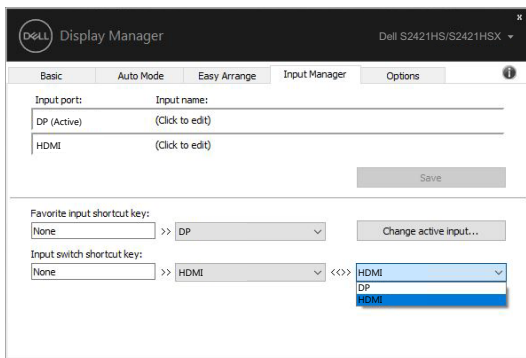 x
DELL Display Manager Dell S2421HS/S2421HSX
Basic Auto Mode Easy Arrange Input Manager Options i
Input port: Input name:
DP (Active) (Click to edit)
HDMI (Click to edit)
Save
Favorite input shortcut key:
None >> DP Change active input...
Input switch shortcut key:
None >> HDMI <<>> HDMI
DP
HDMI